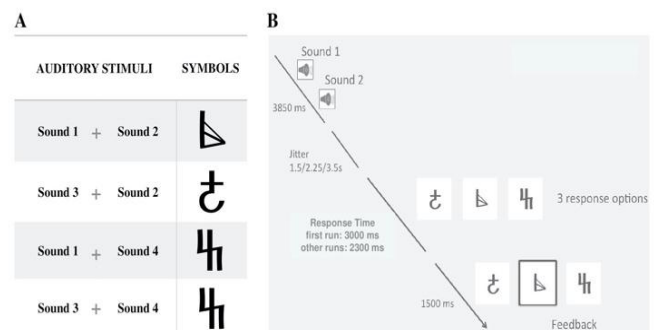 A
AUDITORY STIMULI SYMBOLS
Sound 1 + Sound 2
Sound 3 + Sound 2
Sound 1 + Sound 4
Sound 3 + Sound 4
B
Sound 1
Sound 2
3850 ms
Jitter
1.5/2.25/3.5s
3 response options
Response Time
first run: 3000 ms
other runs: 2300 ms
1500 ms
Feedback